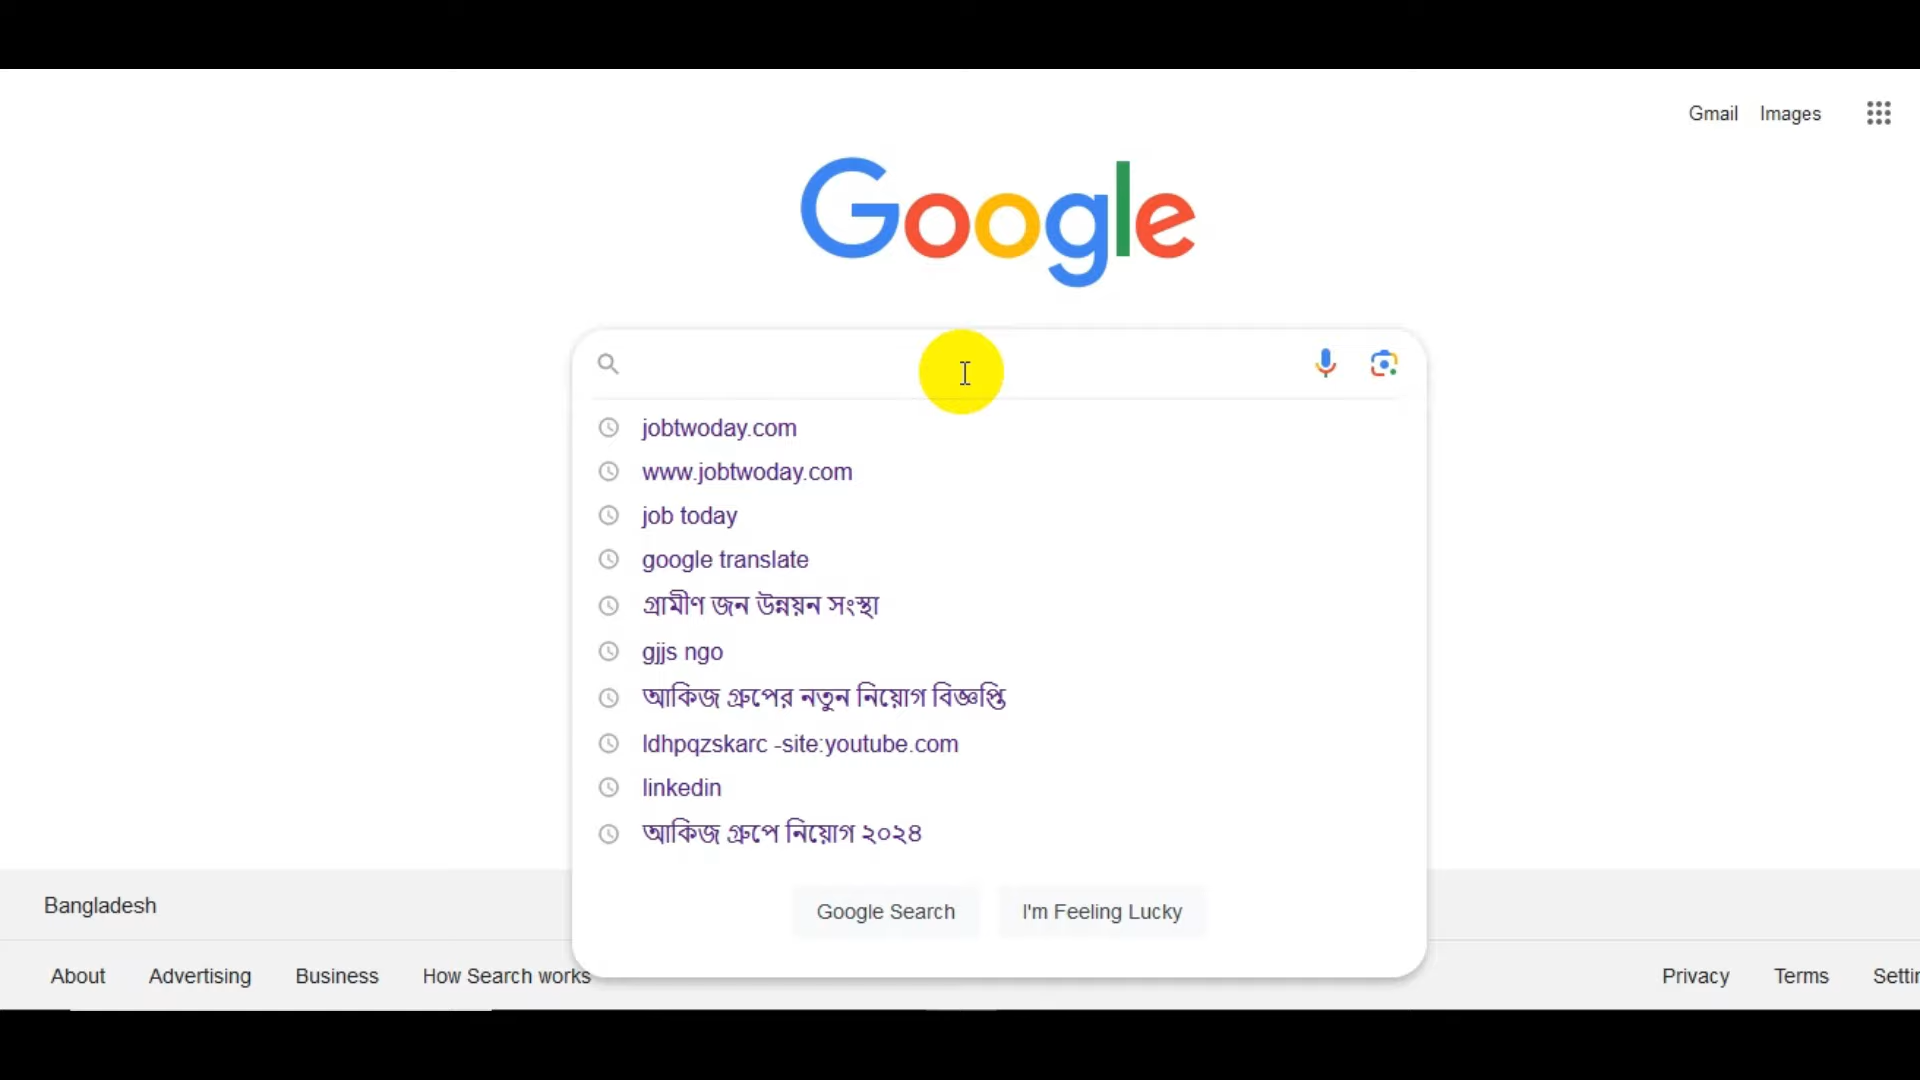 Gmail Images
Google
jobtwoday.com
www.jobtwoday.com
job today
google translate
গ্রামীণ জন উন্নয়ন সংস্থা
gjjs ngo
আকিজ গ্রুপের নতুন নিয়োগ বিজ্ঞপ্তি
ldhpqzskarc -site:youtube.com
linkedin
আকিজ গ্রুপে নিয়োগ ২০২৪
Google Search I'm Feeling Lucky
Bangladesh
About Advertising Business How Search works Privacy Terms